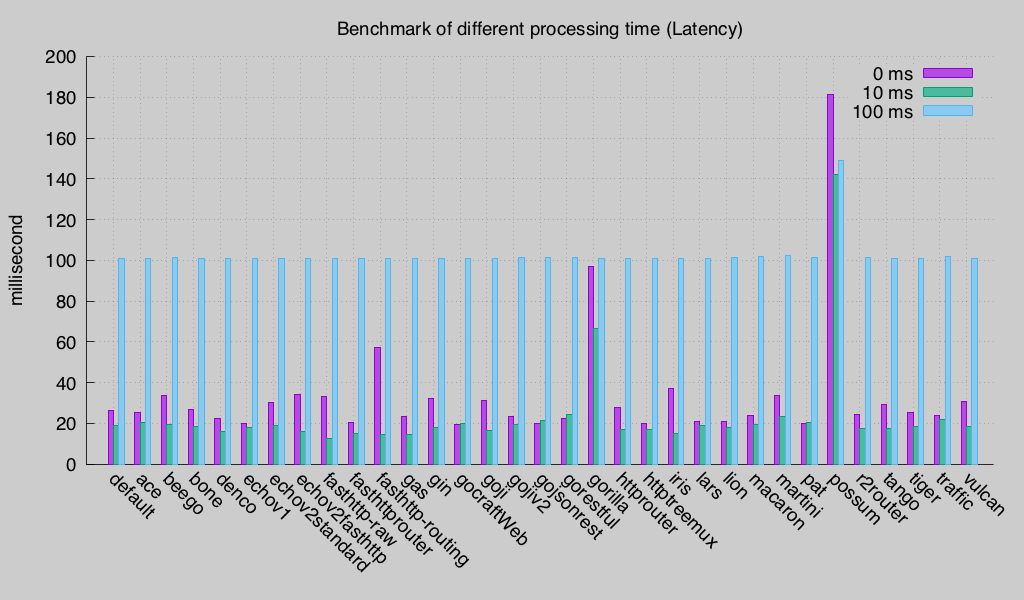 Benchmark of different processing time (Latency)
200
180
160
140
120
100
80
60
40
20
0
millisecond
0 ms
10 ms
100 ms
default
ace
beego
bone
denco
echov1
echov2standard
echov2fasthttp
fasthttp-raw
fasthttprouter
fasthttp-routing
gas
gin
gocraftWeb
goji
gojiv2
gojsonrest
gorestful
gorilla
httprouter
httptreemux
iris
lars
lion
macaron
martini
pat
possum
r2router
tango
tiger
traffic
vulcan